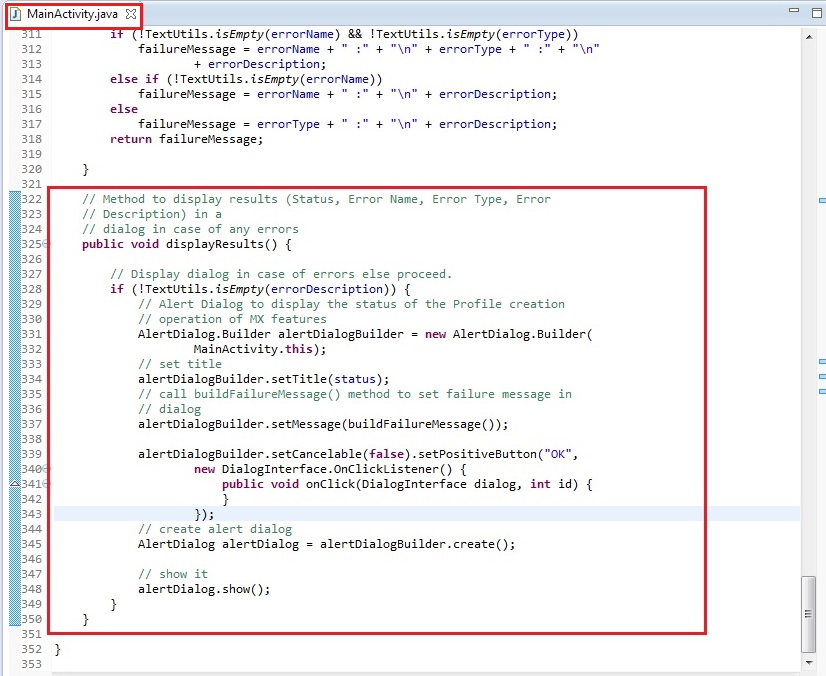 MainActivity.java
311 if (!TextUtils.isEmpty(errorName) && !TextUtils.isEmpty(errorType))
312 failureMessage = errorName + " :" + "\n" + errorType + " :" + "\n"
313 + errorDescription;
314 else if (!TextUtils.isEmpty(errorName))
315 failureMessage = errorName + " :" + "\n" + errorDescription;
316 else
317 failureMessage = errorType + " :" + "\n" + errorDescription;
318 return failureMessage;
319
320 }
321
322 // Method to display results (Status, Error Name, Error Type, Error
323 // Description) in a
324 // dialog in case of any errors
325 public void displayResults() {
326
327 // Display dialog in case of errors else proceed.
328 if (!TextUtils.isEmpty(errorDescription)) {
329 // Alert Dialog to display the status of the Profile creation
330 // operation of MX features
331 AlertDialog.Builder alertDialogBuilder = new AlertDialog.Builder(
332 MainActivity.this);
333 // set title
334 alertDialogBuilder.setTitle(status);
335 // call buildFailureMessage() method to set failure message in
336 // dialog
337 alertDialogBuilder.setMessage(buildFailureMessage());
338
339 alertDialogBuilder.setCancelable(false).setPositiveButton("OK",
340 new DialogInterface.OnClickListener() {
341 public void onClick(DialogInterface dialog, int id) {
342 }
343 });
344 // create alert dialog
345 AlertDialog alertDialog = alertDialogBuilder.create();
346
347 // show it
348 alertDialog.show();
349 }
350 }
351
352 }
353